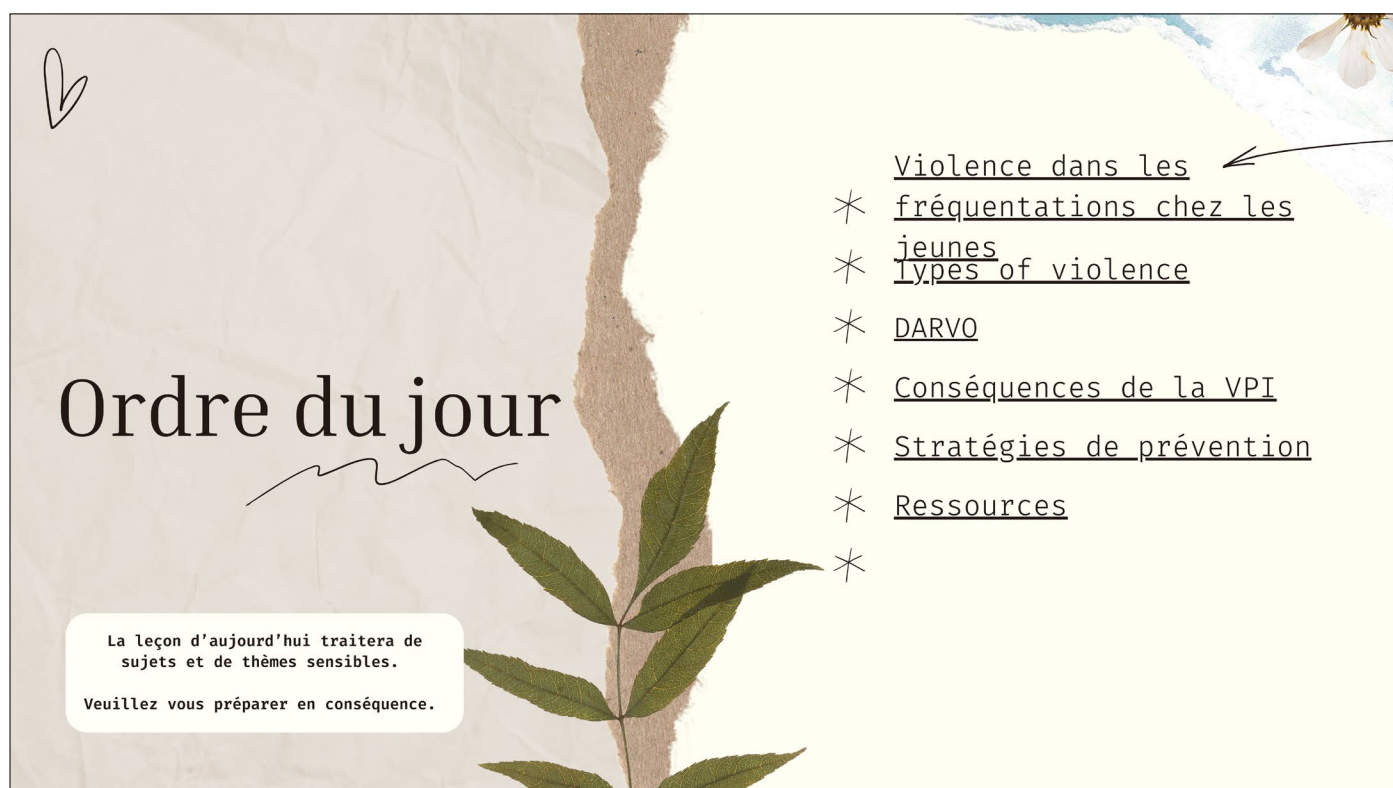 Violence dans les
fréquentations chez les
jeunes
Types of violence
DARVO
Ordre du jour
Conséquences de la VPI
Stratégies de prévention
Ressources
La leçon d’aujourd’hui traitera de
sujets et de thèmes sensibles.
Veuillez vous préparer en conséquence.